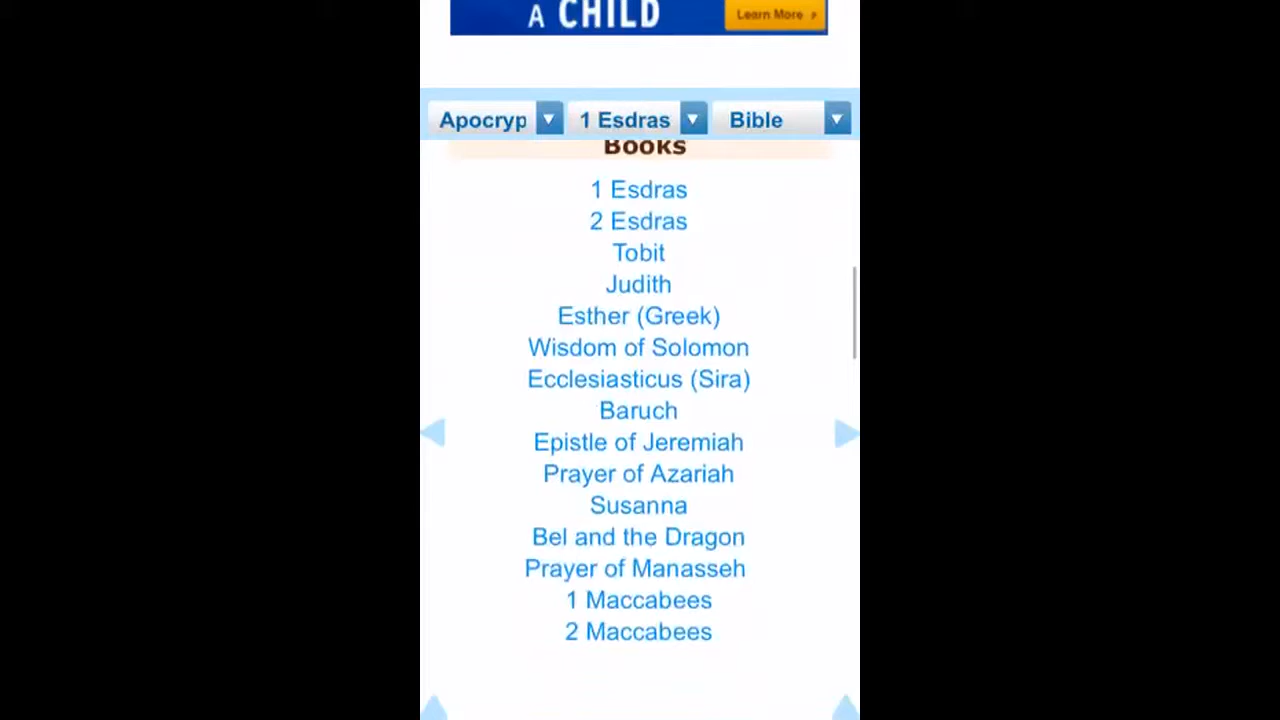 A CHILD
Learn More
Apocryp
1 Esdras
Bible
Books
1 Esdras
2 Esdras
Tobit
Judith
Esther (Greek)
Wisdom of Solomon
Ecclesiasticus (Sira)
Baruch
Epistle of Jeremiah
Prayer of Azariah
Susanna
Bel and the Dragon
Prayer of Manasseh
1 Maccabees
2 Maccabees